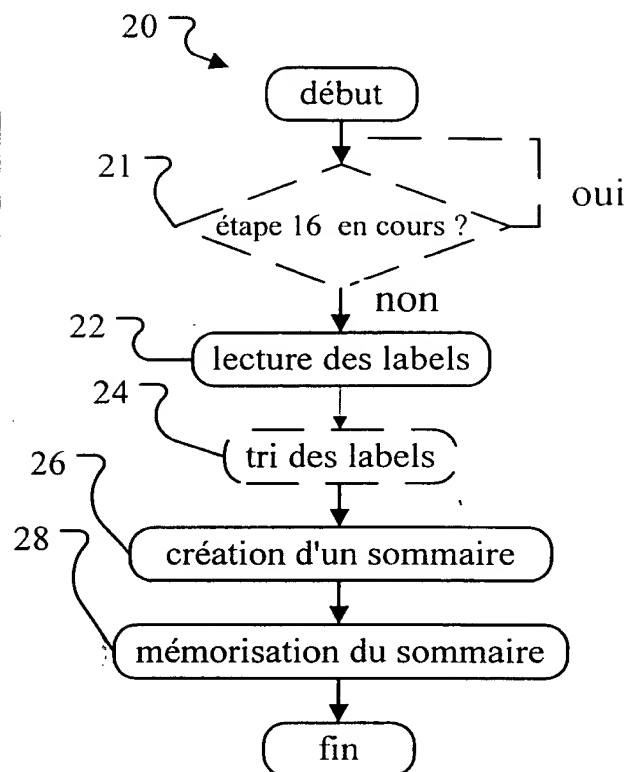 20
début
21
étape 16 en cours ?
oui
non
22
lecture des labels
24
tri des labels
26
création d'un sommaire
28
mémorisation du sommaire
fin